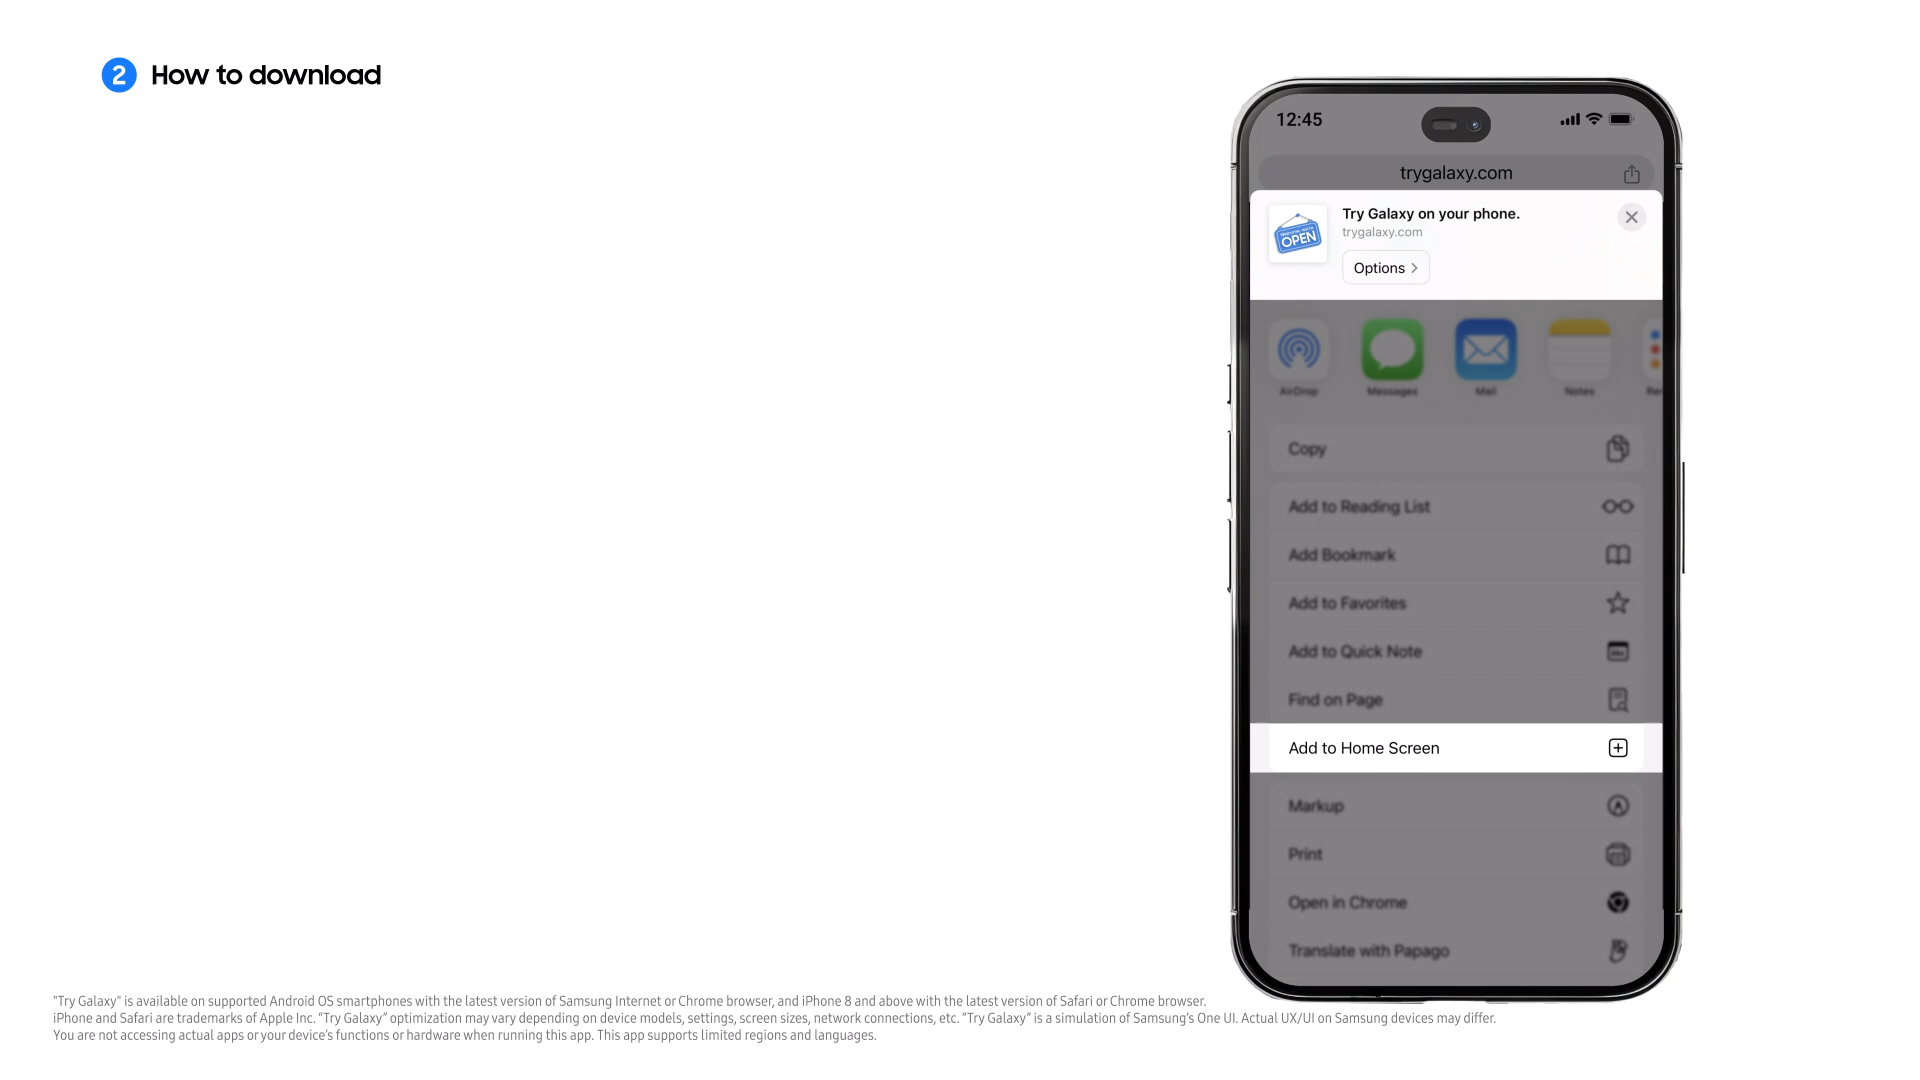 2 How to download
12:45
trygalaxy.com
Try Galaxy on your phone.
trygalaxy.com
Options
OPEN
AirDrop
Messages
Mail
Notes
Copy
Add to Reading List
Add Bookmark
Add to Favorites
Add to Quick Note
Find on Page
Add to Home Screen
Markup
Print
Open in Chrome
Translate with Papago
"Try Galaxy" is available on supported Android OS smartphones with the latest version of Samsung Internet or Chrome browser, and iPhone 8 and above with the latest version of Safari or Chrome browser.
iPhone and Safari are trademarks of Apple Inc. "Try Galaxy" optimization may vary depending on device models, settings, screen sizes, network connections, etc. "Try Galaxy" is a simulation of Samsung's One UI. Actual UX/UI on Samsung devices may differ.
You are not accessing actual apps or your device's functions or hardware when running this app. This app supports limited regions and languages.